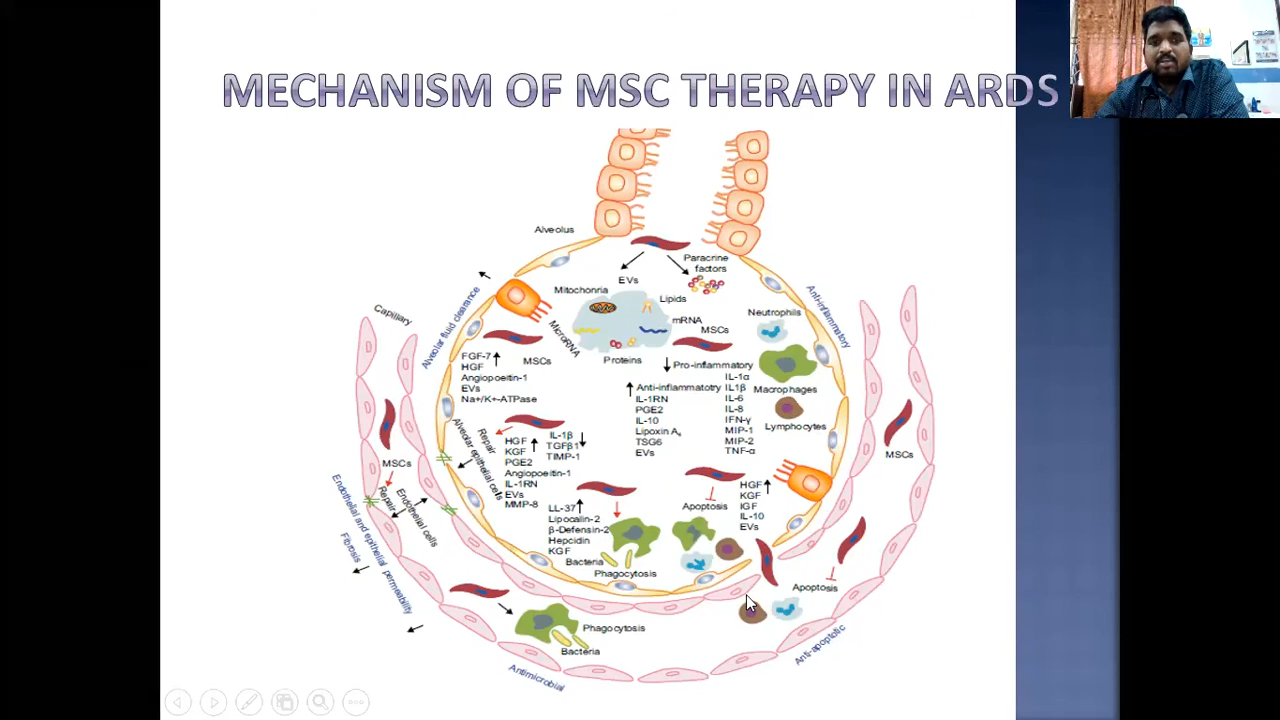 MECHANISM OF MSC THERAPY IN ARDS
Alveolus
Paracrine
factors
EVs
Mitochonria
Lipids
mRNA
MicroRNA
Proteins
MSCs
Neutrophils
Anti-inflammatory
Macrophages
Lymphocytes
Capillary
Alveolar fluid clearance
FGF-7
HGF
Angiopoeitin-1
EVs
Na+/K+-ATPase
MSCs
Pro-inflammatory
IL-1α
IL1β
IL-6
IL-8
IFN-γ
MIP-1
MIP-2
TNF-α
Anti-inflammatotry
IL-1RN
PGE2
IL-10
Lipoxin A4
TSG6
EVs
Repair
Alveolar epithelial cells
HGF
KGF
PGE2
Angiopoeitin-1
IL-1RN
EVs
MMP-8
IL-1β
TGFβ1
TIMP-1
MSCs
Repair
Endothelial cells
Endothelial and epithelial permeability
Fibrosis
LL-37
Lipocalin-2
β-Defensin-2
Hepcidin
KGF
Bacteria
Phagocytosis
Apoptosis
HGF
KGF
IGF
IL-10
EVs
MSCs
Apoptosis
Anti-apoptotic
Phagocytosis
Bacteria
Antimicrobial